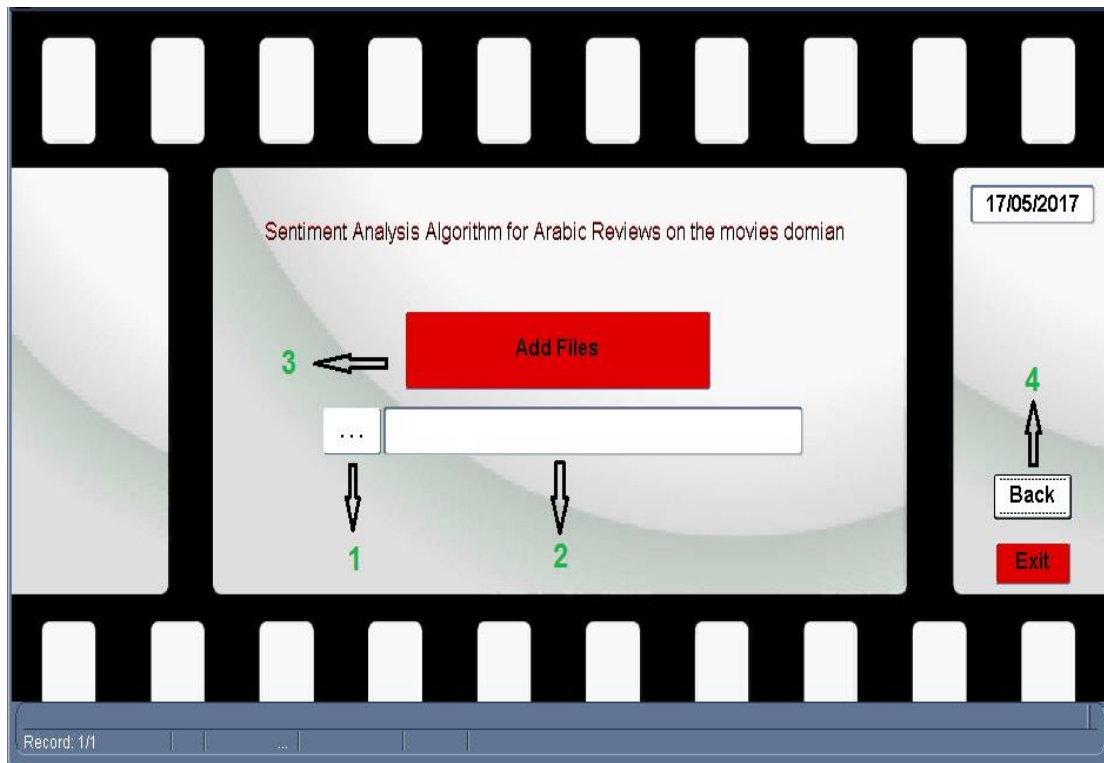 17/05/2017
Sentiment Analysis Algorithm for Arabic Reviews on the movies domian
Add Files
3
4
...
Back
1
2
Exit
Record: 1/1
...